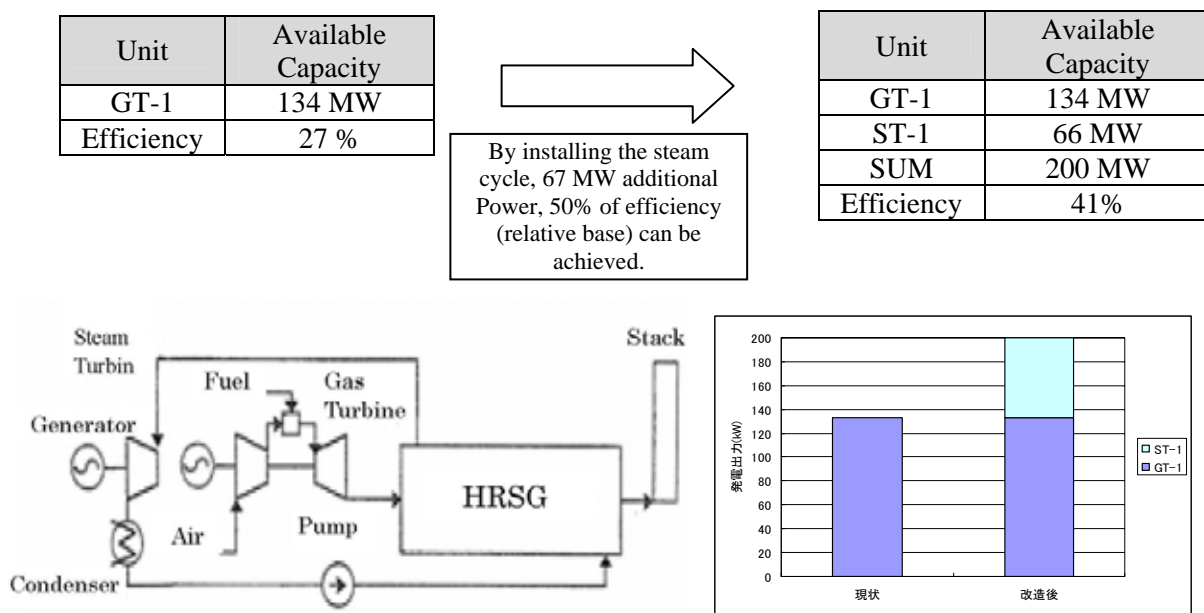 Unit
Available
Capacity
GT-1
134 MW
Efficiency
27 %
By installing the steam
cycle, 67 MW additional
Power, 50% of efficiency
(relative base) can be
achieved.
Unit
Available
Capacity
GT-1
134 MW
ST-1
66 MW
SUM
200 MW
Efficiency
41%
Steam
Turbin
Fuel
Gas
Turbine
Stack
Generator
HRSG
Air
Pump
Condenser
発電出力(kW)
200
180
160
140
120
100
80
60
40
20
0
現状
改造後
ST-1
GT-1